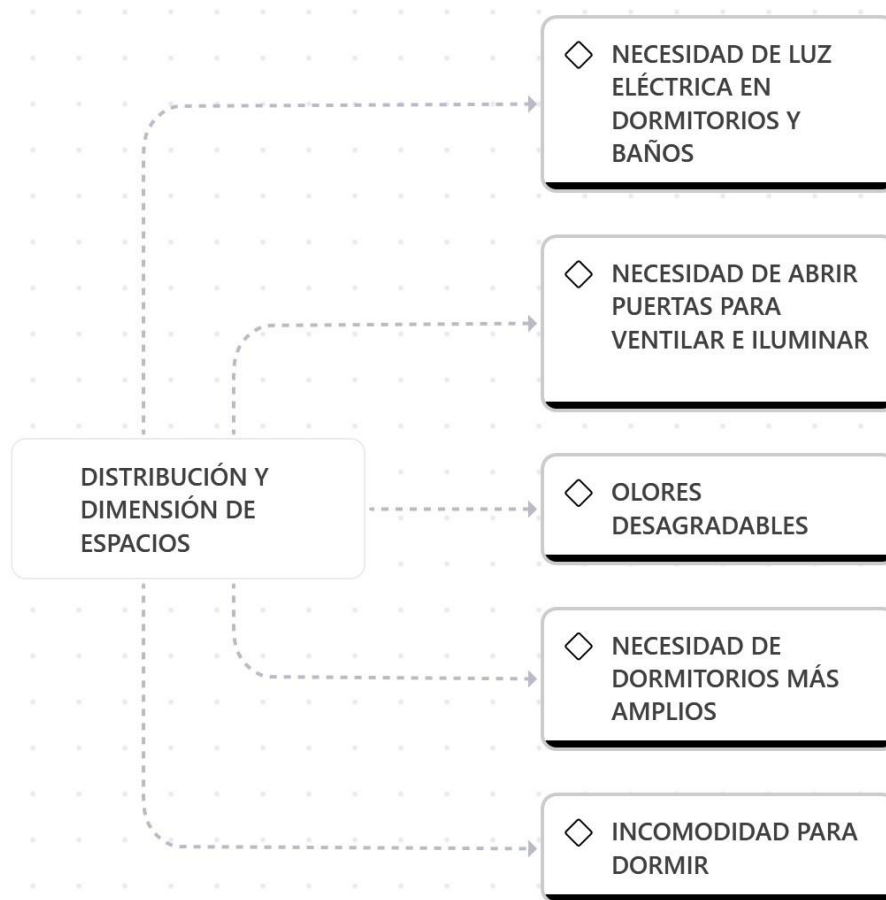 NECESIDAD DE LUZ
ELÉCTRICA EN
DORMITORIOS Y
BAÑOS
NECESIDAD DE ABRIR
PUERTAS PARA
VENTILAR E ILUMINAR
DISTRIBUCIÓN Y
DIMENSIÓN DE
ESPACIOS
OLORES
DESAGRADABLES
NECESIDAD DE
DORMITORIOS MÁS
AMPLIOS
INCOMODIDAD PARA
DORMIR